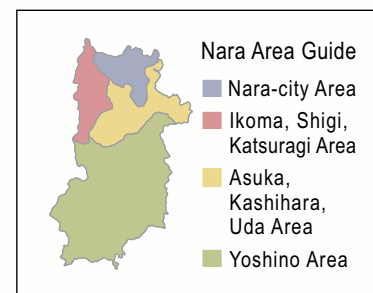 Nara Area Guide
Nara-city Area
Ikoma, Shigi,
Katsuragi Area
Asuka,
Kashihara,
Uda Area
Yoshino Area